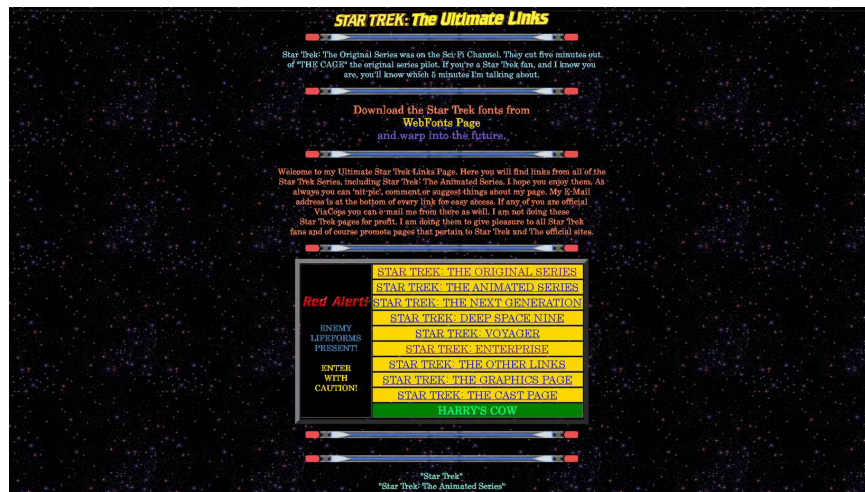 STAR TREK: The Ultimate Links
Star Trek: The Original Series was on the Sci-Fi Channel. They cut five minutes out
of "THE CAGE" the original series pilot. If you're a Star Trek fan, and I know you
are, you'll know which 5 minutes I'm talking about.
Download the Star Trek fonts from
WebFonts Page
and warp into the future.
Welcome to my Ultimate Star Trek Links Page. Here you will find links from all of the
Star Trek Series, including Star Trek: The Animated Series. I hope you enjoy them. As
always you can 'nit-pic', comment or suggest things about my page. My E-Mail
address is at the bottom of every link for easy access. If any of you are official
ViaCops you can e-mail me from there as well. I am not doing these
Star Trek pages for profit. I am doing them to give pleasure to all Star Trek
fans and of course promote pages that pertain to Star Trek and The official sites.
Red Alert!
ENEMY
LIFEFORMS
PRESENT!
ENTER
WITH
CAUTION!
STAR TREK: THE ORIGINAL SERIES
STAR TREK: THE ANIMATED SERIES
STAR TREK: THE NEXT GENERATION
STAR TREK: DEEP SPACE NINE
STAR TREK: VOYAGER
STAR TREK: ENTERPRISE
STAR TREK: THE OTHER LINKS
STAR TREK: THE GRAPHICS PAGE
STAR TREK: THE CAST PAGE
HARRY'S COW
"Star Trek"
"Star Trek: The Animated Series"